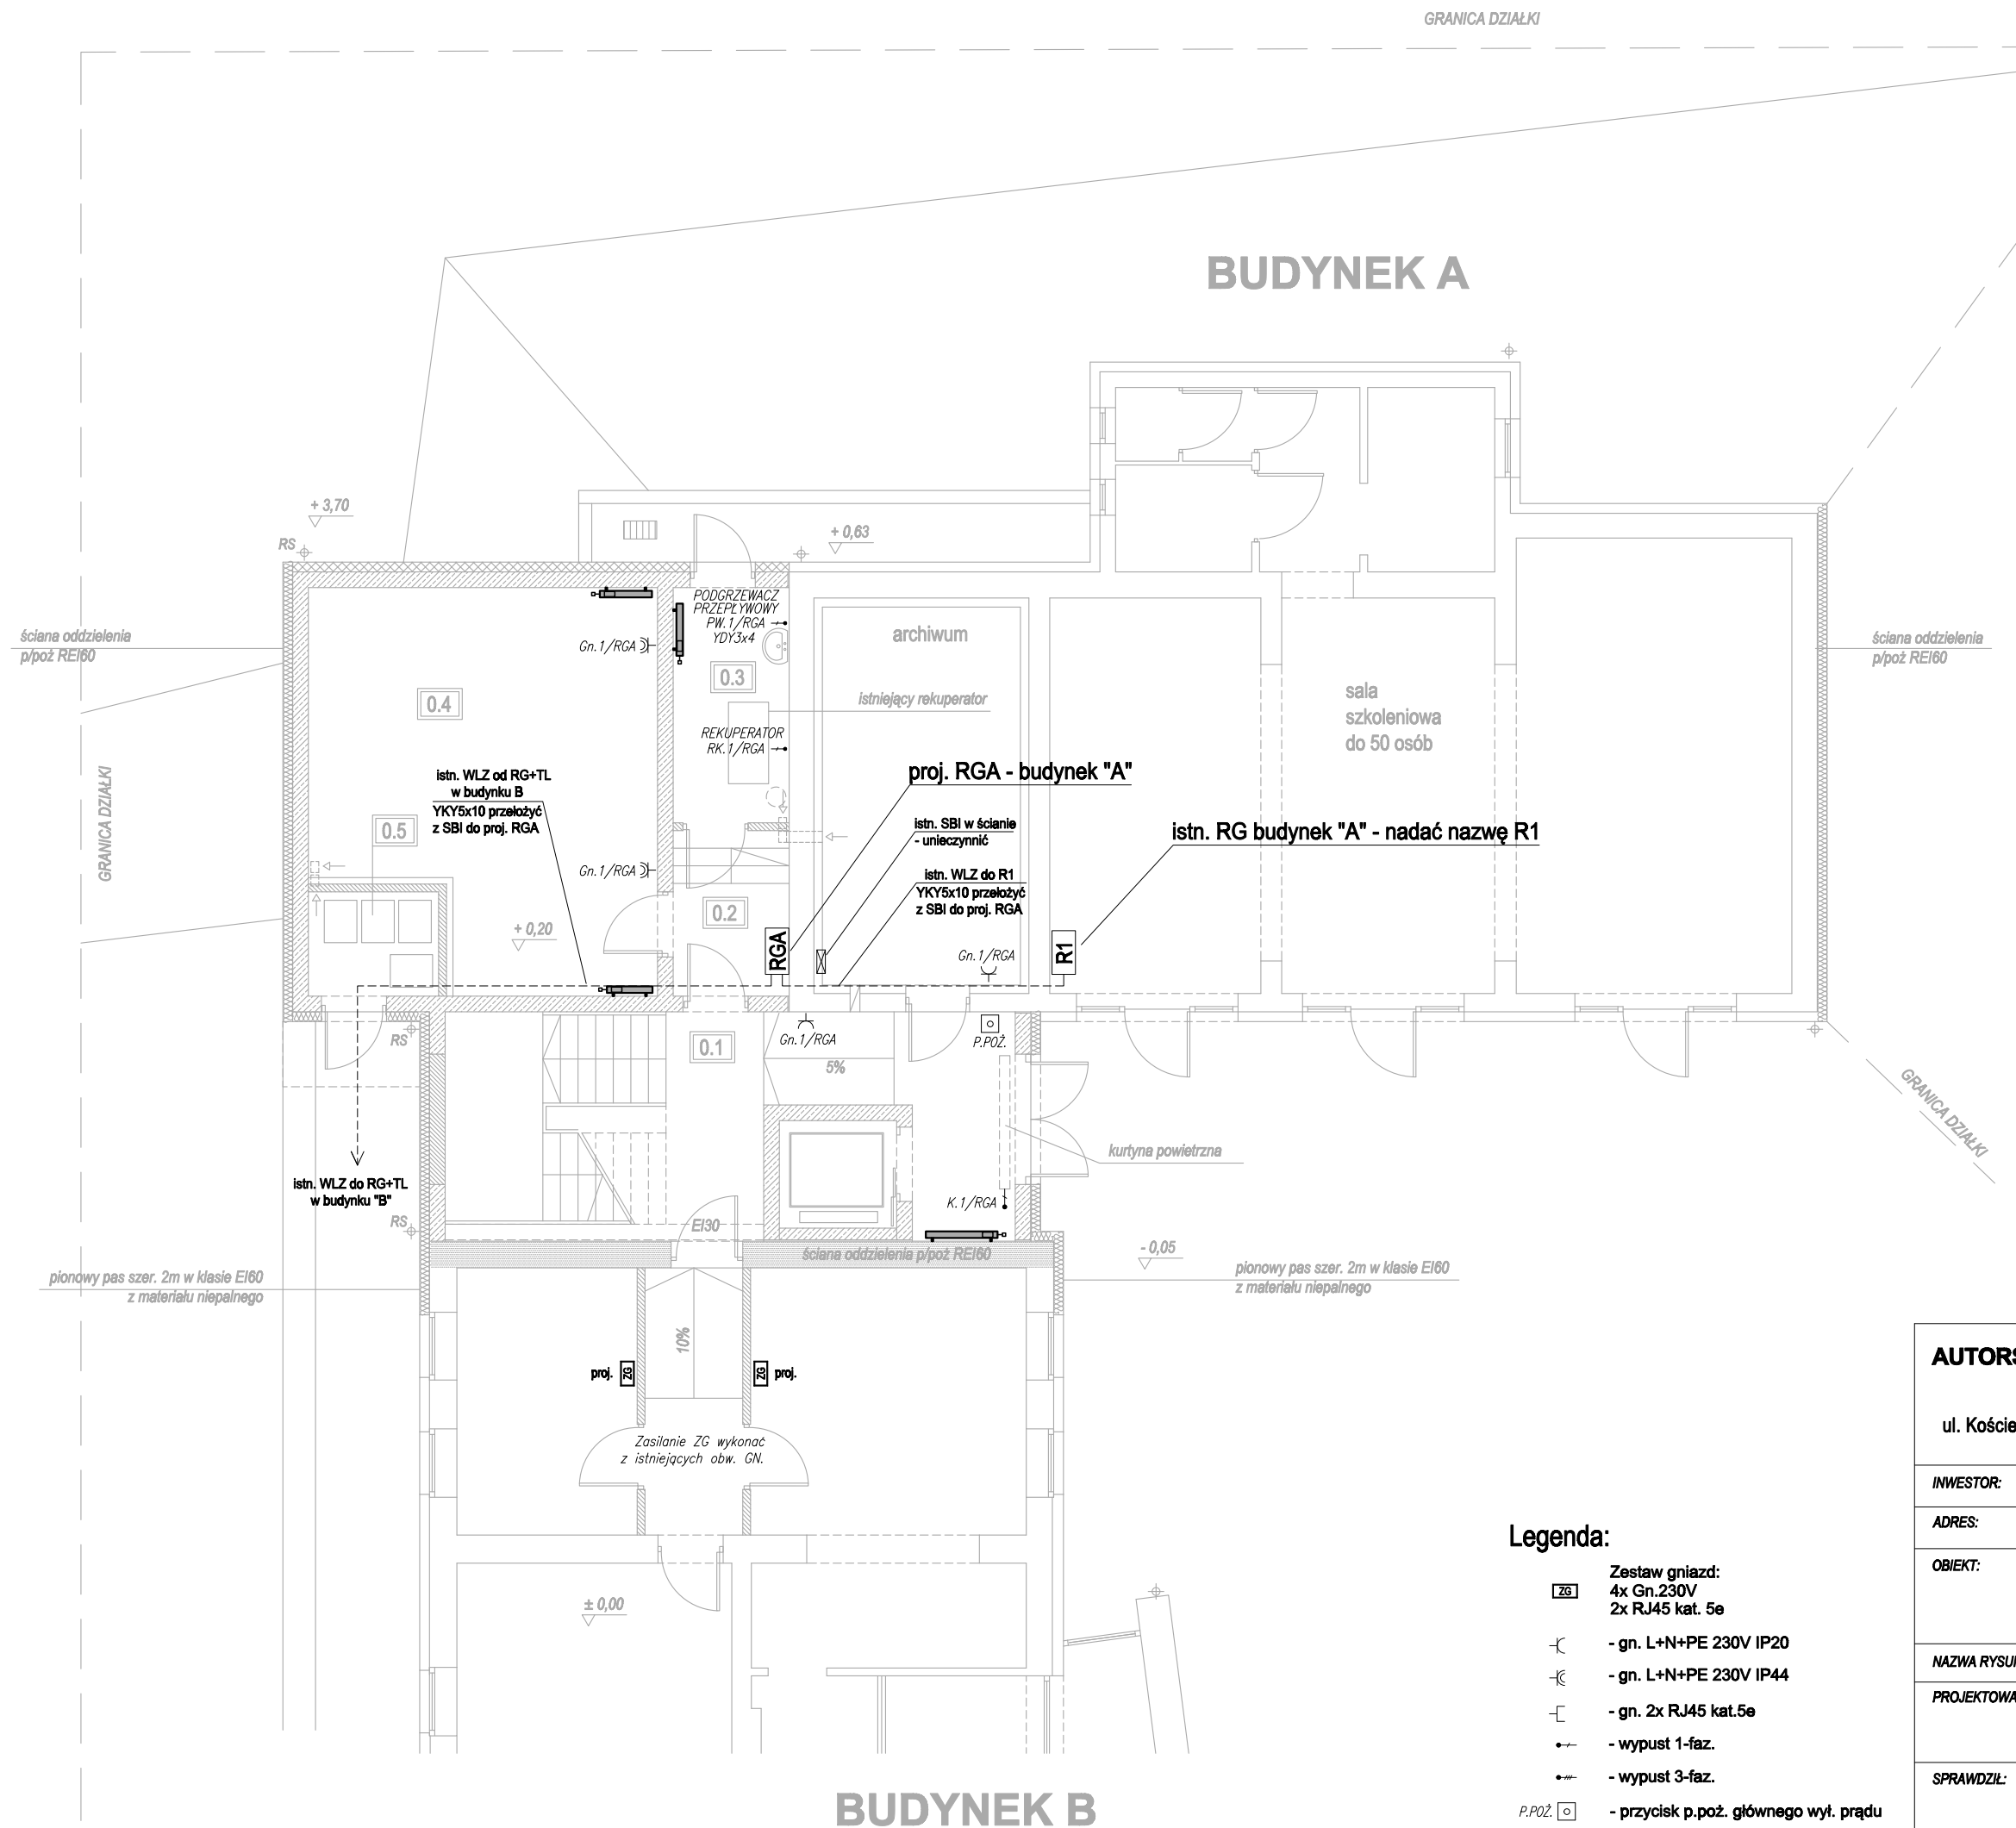 GRANICA DZIAŁKI
BUDYNEK A
+ 3,70
RS
+ 0,63
ściana oddzielenia
p/poż REI60
PODGRZEWACZ
PRZEPŁYWOWY
PW.1/RGA
YDY3x4
Gn.1/RGA
archiwum
ściana oddzielenia
p/poż REI60
0.3
0.4
istniejący rekuperator
sala
szkoleniowa
do 50 osób
REKUPERATOR
RK.1/RGA
GRANICA DZIAŁKI
istn. WLZ od RG+TL
w budynku B
YKY5x10 przełożyć
z SBI do proj. RGA
proj. RGA - budynek "A"
0.5
istn. SBI w ścianie
- unieczynnić
istn. RG budynek "A" - nadać nazwę R1
Gn.1/RGA
istn. WLZ do R1
YKY5x10 przełożyć
z SBI do proj. RGA
0.2
+ 0,20
RGA
Gn.1/RGA
R1
RS
0.1
Gn.1/RGA
P.POŻ.
5%
GRANICA DZIAŁKI
kurtyna powietrzna
istn. WLZ do RG+TL
w budynku "B"
K.1/RGA
RS
EI30
ściana oddzielenia p/poż REI60
- 0,05
pionowy pas szer. 2m w klasie EI60
z materiału niepalnego
pionowy pas szer. 2m w klasie EI60
z materiału niepalnego
10%
proj. ZG
ZG proj.
Zasilanie ZG wykonać
z istniejących obw. GN.
± 0,00
BUDYNEK B
Legenda:
ZG
Zestaw gniazd:
4x Gn.230V
2x RJ45 kat. 5e
- gn. L+N+PE 230V IP20
- gn. L+N+PE 230V IP44
- gn. 2x RJ45 kat.5e
- wypust 1-faz.
- wypust 3-faz.
P.POŻ. - przycisk p.poż. głównego wył. prądu
AUTORS
ul. Koście
INWESTOR:
ADRES:
OBIEKT:
NAZWA RYSU
PROJEKTOWA
SPRAWDZIŁ: